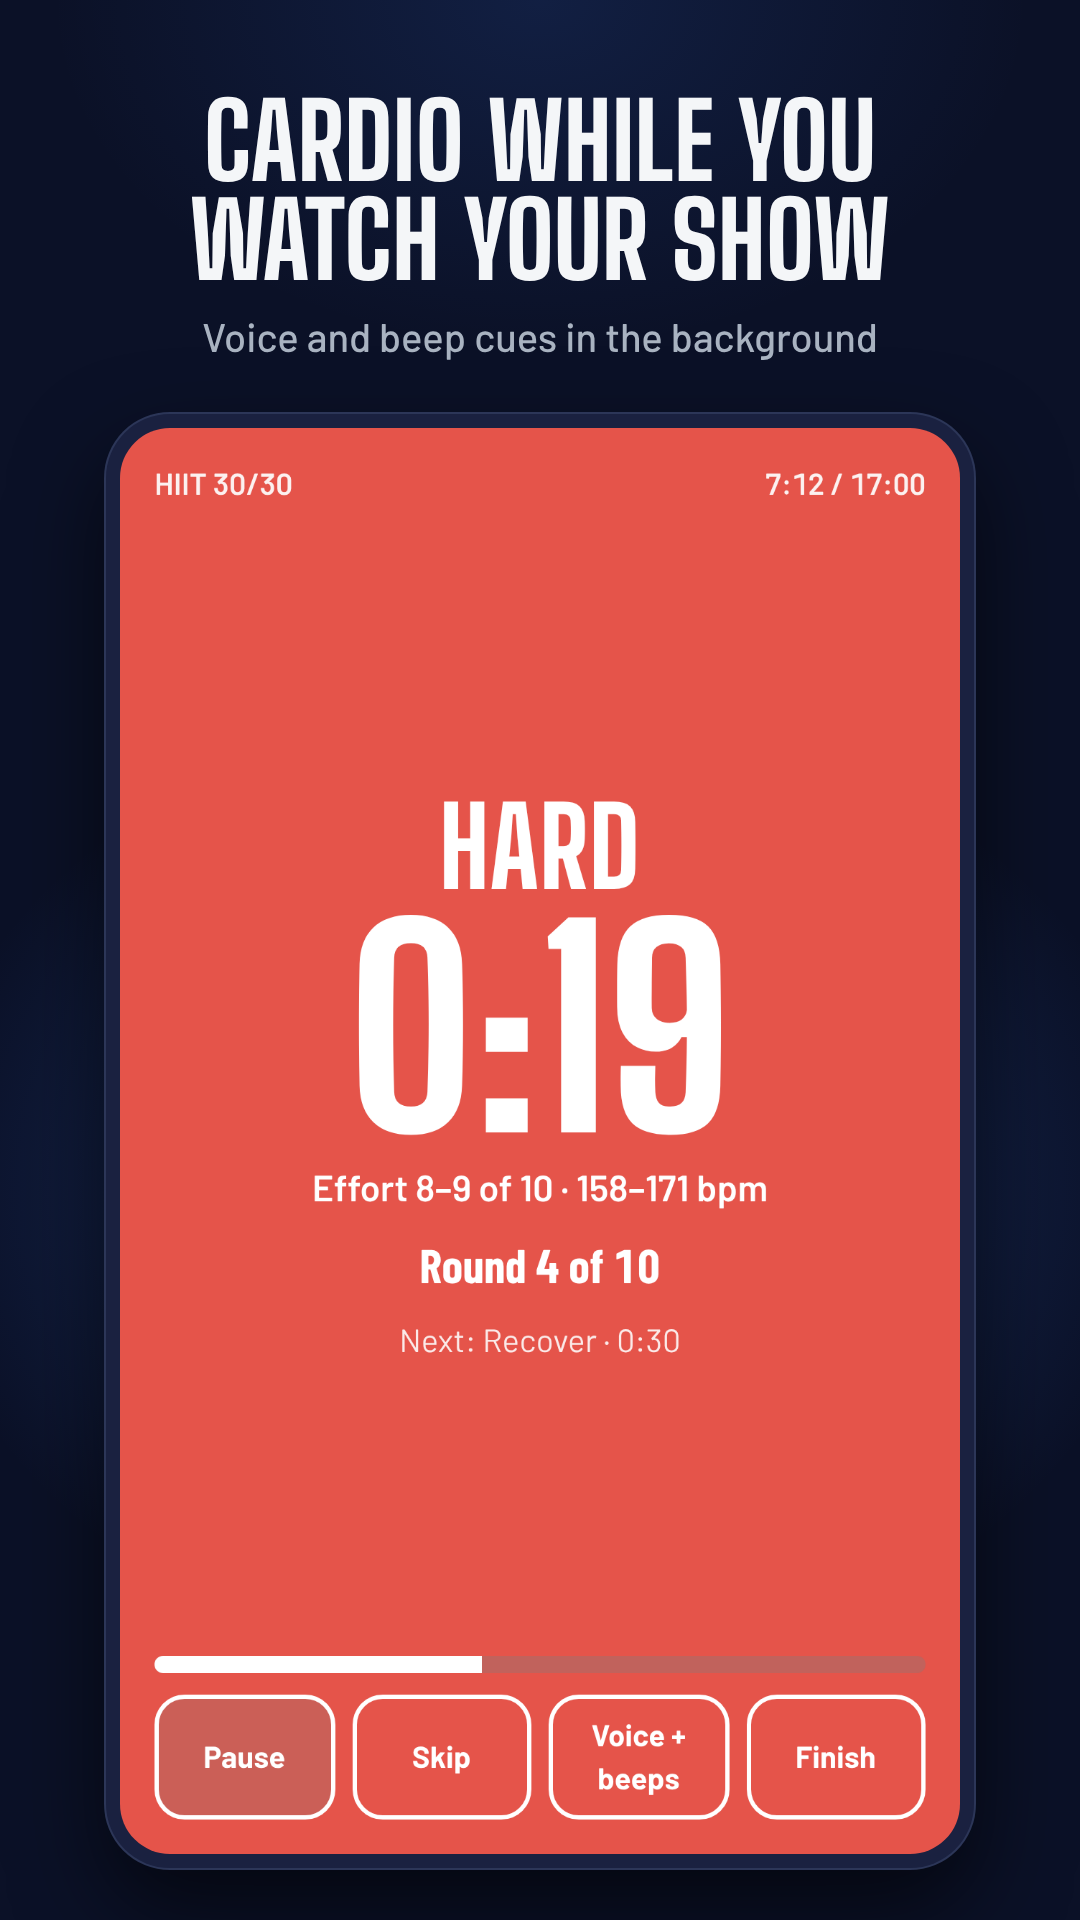 CARDIO WHILE YOU
WATCH YOUR SHOW
Voice and beep cues in the background
HIIT 30/30
7:12 / 17:00
HARD
0:19
Effort 8–9 of 10 · 158–171 bpm
Round 4 of 10
Next: Recover · 0:30
Pause
Skip
Voice +
beeps
Finish